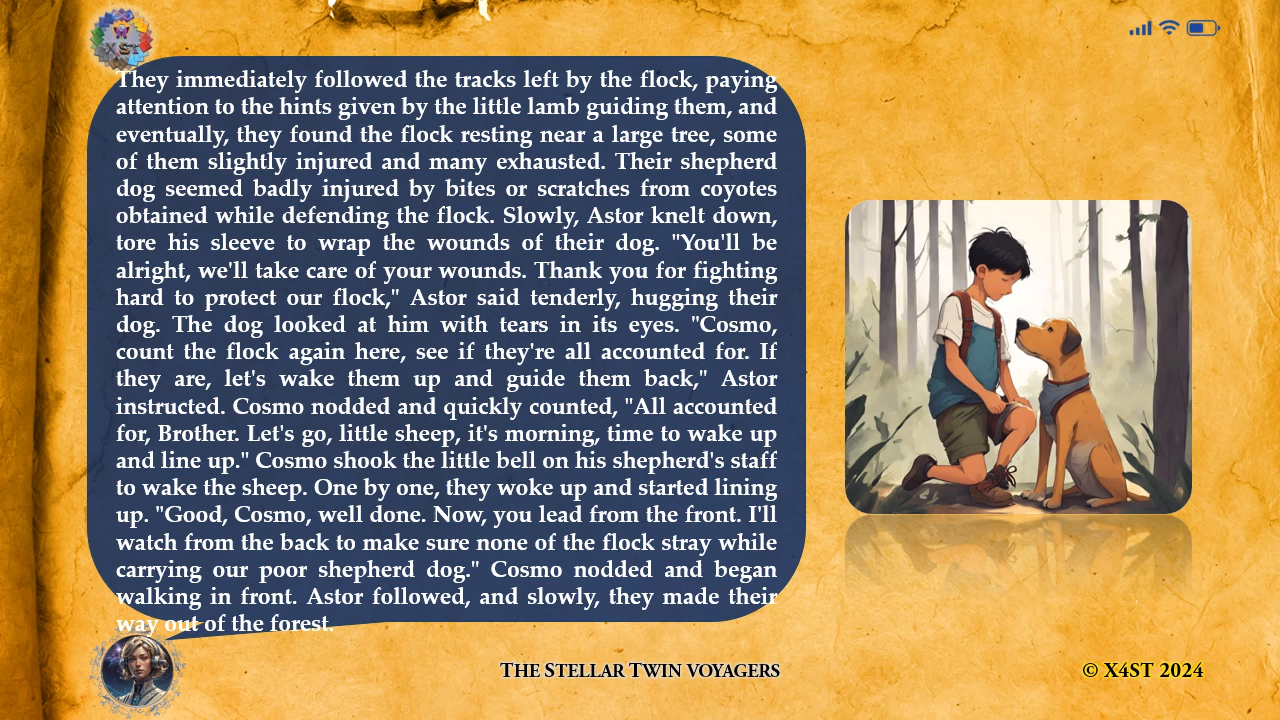 X4ST
They immediately followed the tracks left by the flock, paying
attention to the hints given by the little lamb guiding them, and
eventually, they found the flock resting near a large tree, some
of them slightly injured and many exhausted. Their shepherd
dog seemed badly injured by bites or scratches from coyotes
obtained while defending the flock. Slowly, Astor knelt down,
tore his sleeve to wrap the wounds of their dog. "You'll be
alright, we'll take care of your wounds. Thank you for fighting
hard to protect our flock," Astor said tenderly, hugging their
dog. The dog looked at him with tears in its eyes. "Cosmo,
count the flock again here, see if they're all accounted for. If
they are, let's wake them up and guide them back," Astor
instructed. Cosmo nodded and quickly counted, "All accounted
for, Brother. Let's go, little sheep, it's morning, time to wake up
and line up." Cosmo shook the little bell on his shepherd's staff
to wake the sheep. One by one, they woke up and started lining
up. "Good, Cosmo, well done. Now, you lead from the front. I'll
watch from the back to make sure none of the flock stray while
carrying our poor shepherd dog." Cosmo nodded and began
walking in front. Astor followed, and slowly, they made their
way out of the forest.
THE STELLAR TWIN VOYAGERS
© X4ST 2024